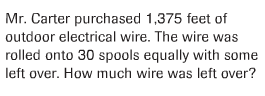 Mr. Carter purchased 1,375 feet of
outdoor electrical wire. The wire was
rolled onto 30 spools equally with some
left over. How much wire was left over?